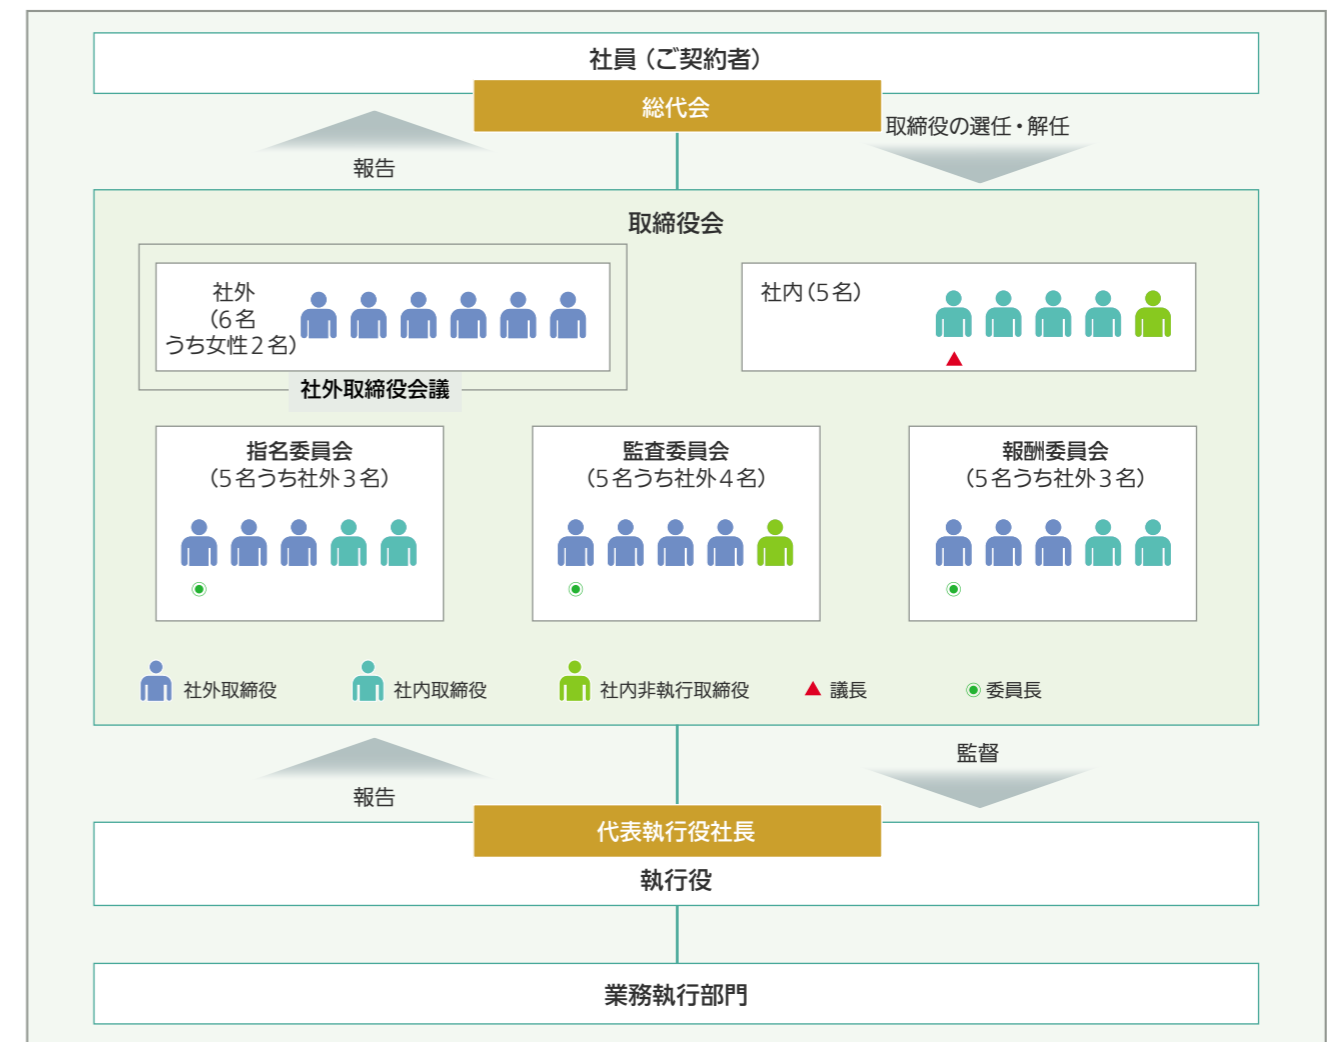 社員（ご契約者）
総代会
取締役の選任・解任
報告
取締役会
社外
（6名
うち女性2名）
社内（5名）
社外取締役会議
指名委員会
（5名うち社外3名）
監査委員会
（5名うち社外4名）
報酬委員会
（5名うち社外3名）
社外取締役
社内取締役
社内非執行取締役
議長
委員長
監督
報告
代表執行役社長
執行役
業務執行部門